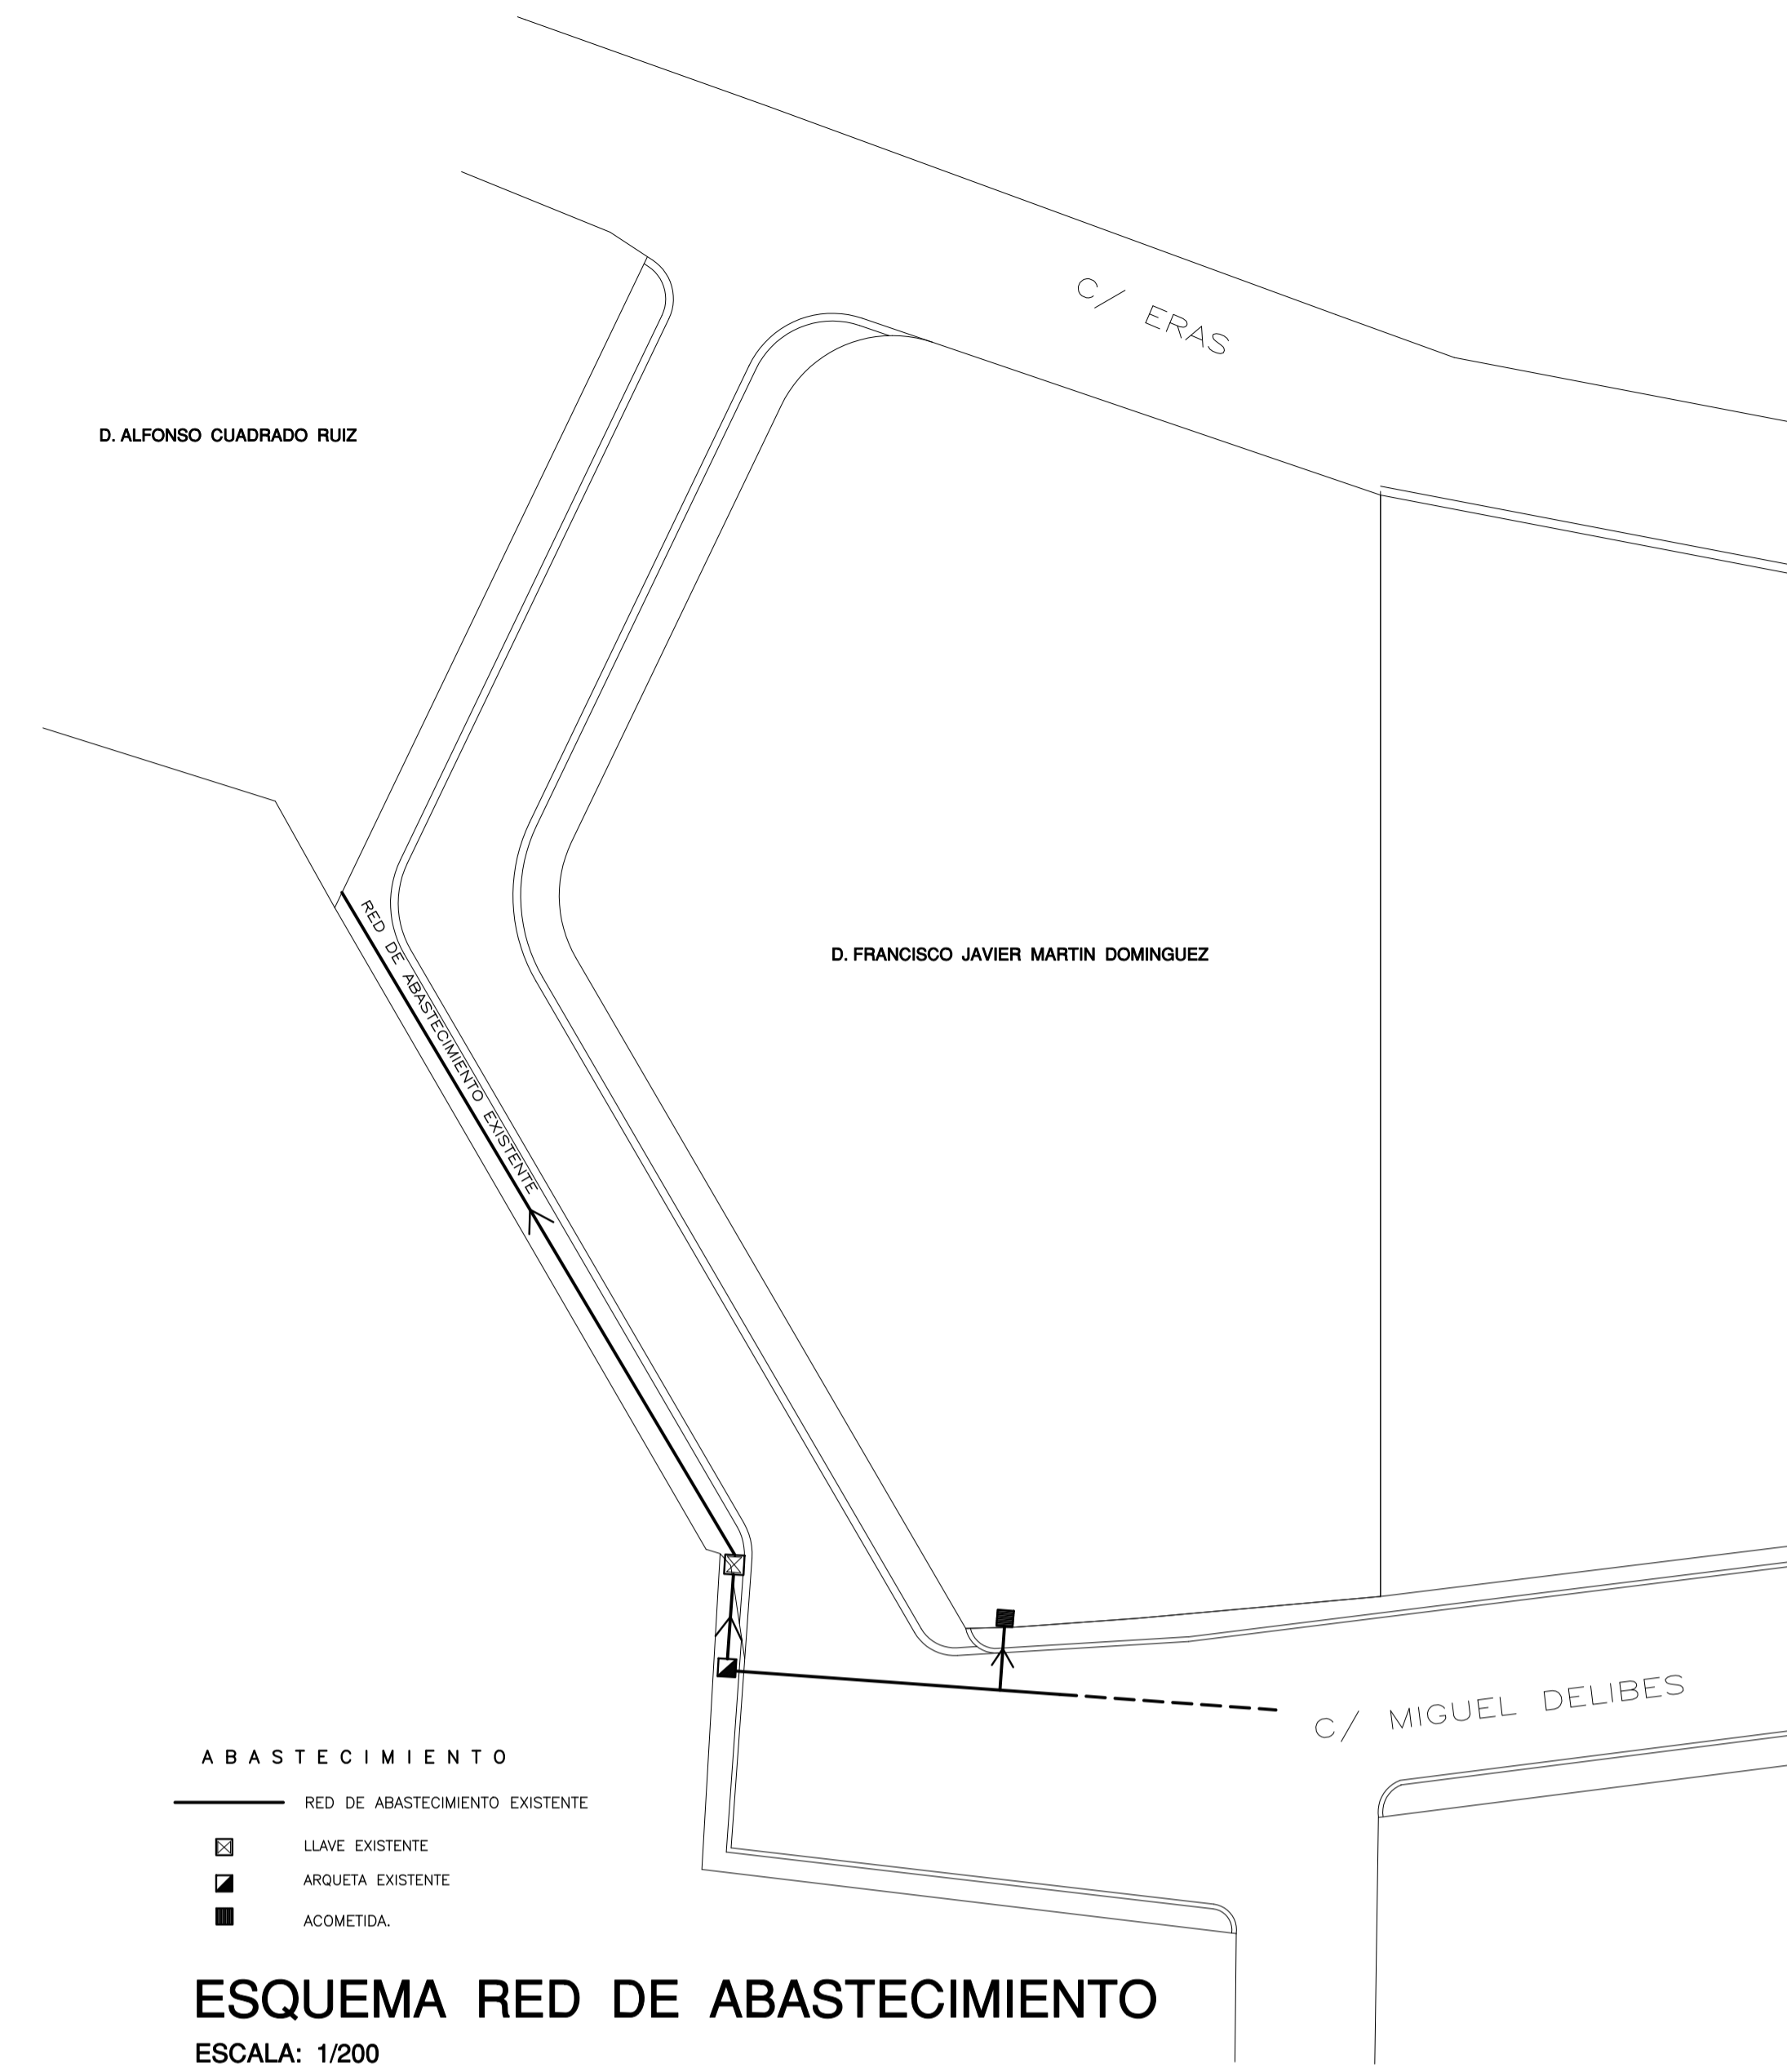 C/ ERAS
D. ALFONSO CUADRADO RUIZ
RED DE ABASTECIMIENTO EXISTENTE
D. FRANCISCO JAVIER MARTIN DOMINGUEZ
C/ MIGUEL DELIBES
ABASTECIMIENTO
RED DE ABASTECIMIENTO EXISTENTE
LLAVE EXISTENTE
ARQUETA EXISTENTE
ACOMETIDA.
ESQUEMA RED DE ABASTECIMIENTO
ESCALA: 1/200